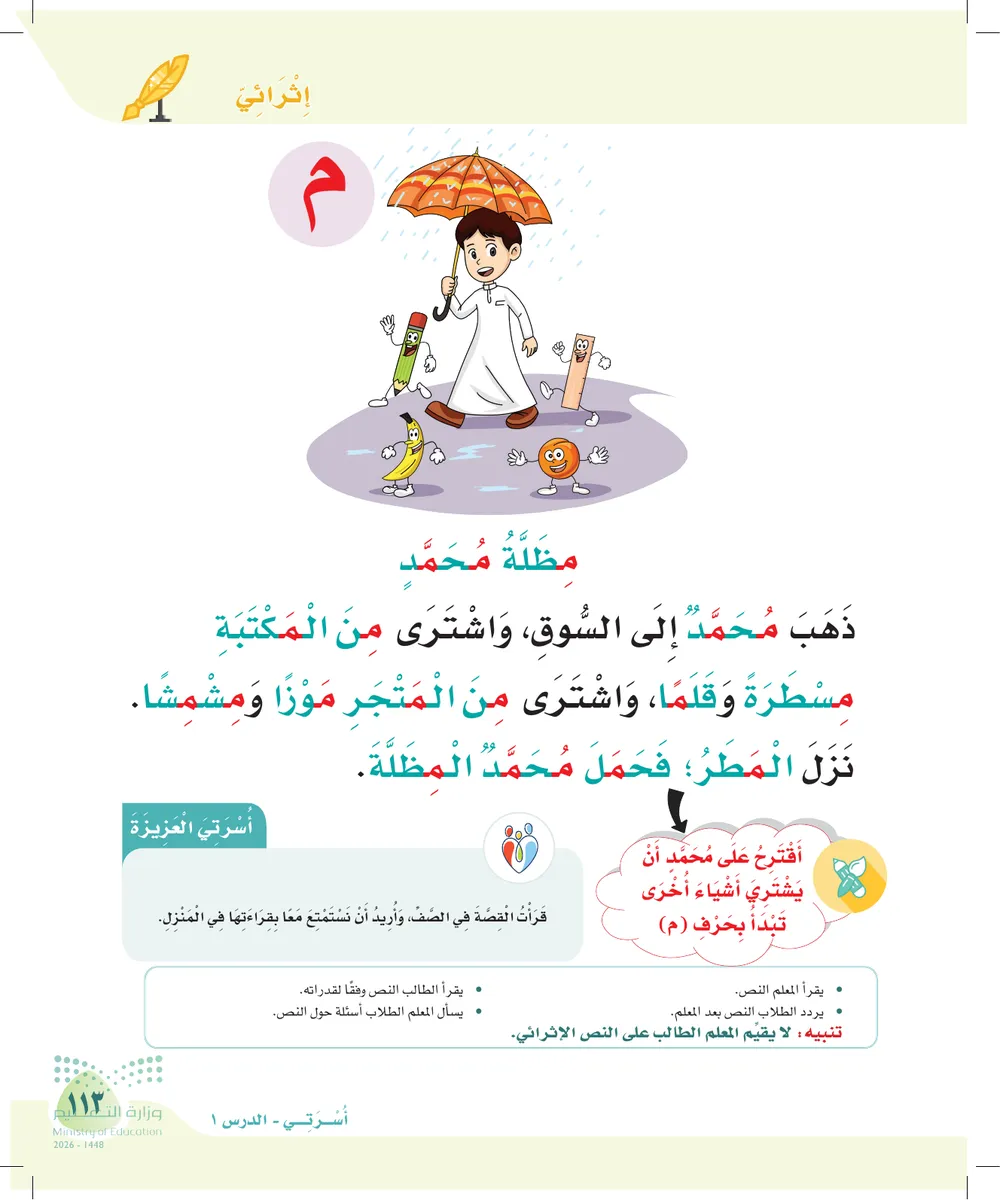 إِثْرَائِيّ
م
مِظَلَّةُ مُحَمَّدٍ
ذَهَبَ مُحَمَّدٌ إِلَى السُّوقِ، وَاشْتَرَى مِنَ الْمَكْتَبَةِ
مِسْطَرَةً وَقَلَمًا، وَاشْتَرَى مِنَ الْمَتْجَرِ مَوْزًا وَمِشْمِشًا.
نَزَلَ الْمَطَرُ؛ فَحَمَلَ مُحَمَّدٌ الْمِظَلَّةَ.
أَقْتَرِحُ عَلَى مُحَمَّدٍ أَنْ
يَشْتَرِيَ أَشْيَاءَ أُخْرَى
تَبْدَأُ بِحَرْفِ (م)
أُسْرَتِيَ الْعَزِيزَةَ
قَرَأْتُ الْقِصَّةَ فِي الصَّفِّ، وَأُرِيدُ أَنْ نَسْتَمْتِعَ مَعًا بِقِرَاءَتِهَا فِي الْمَنْزِلِ.
• يقرأ المعلم النص.
• يردد الطلاب النص بعد المعلم.
• يقرأ الطالب النص وفقًا لقدراته.
• يسأل المعلم الطلاب أسئلة حول النص.
تنبيه: لا يقيِّم المعلم الطالب على النص الإثرائي.
أُسْرَتِي - الدرس ١
١١٣
وزارة التعليم
Ministry of Education
2026 - 1448